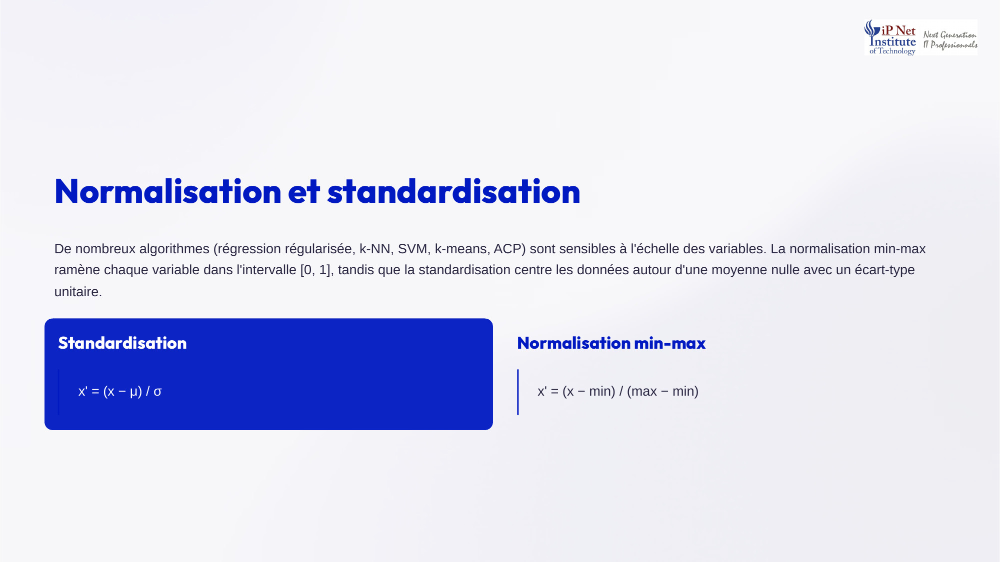 iP Net
Institute
of Technology
Next Generation
IT Professionnels
Normalisation et standardisation
De nombreux algorithmes (régression régularisée, k-NN, SVM, k-means, ACP) sont sensibles à l'échelle des variables. La normalisation min-max
ramène chaque variable dans l'intervalle [0, 1], tandis que la standardisation centre les données autour d'une moyenne nulle avec un écart-type
unitaire.
Standardisation
x' = (x − μ) / σ
Normalisation min-max
x' = (x − min) / (max − min)